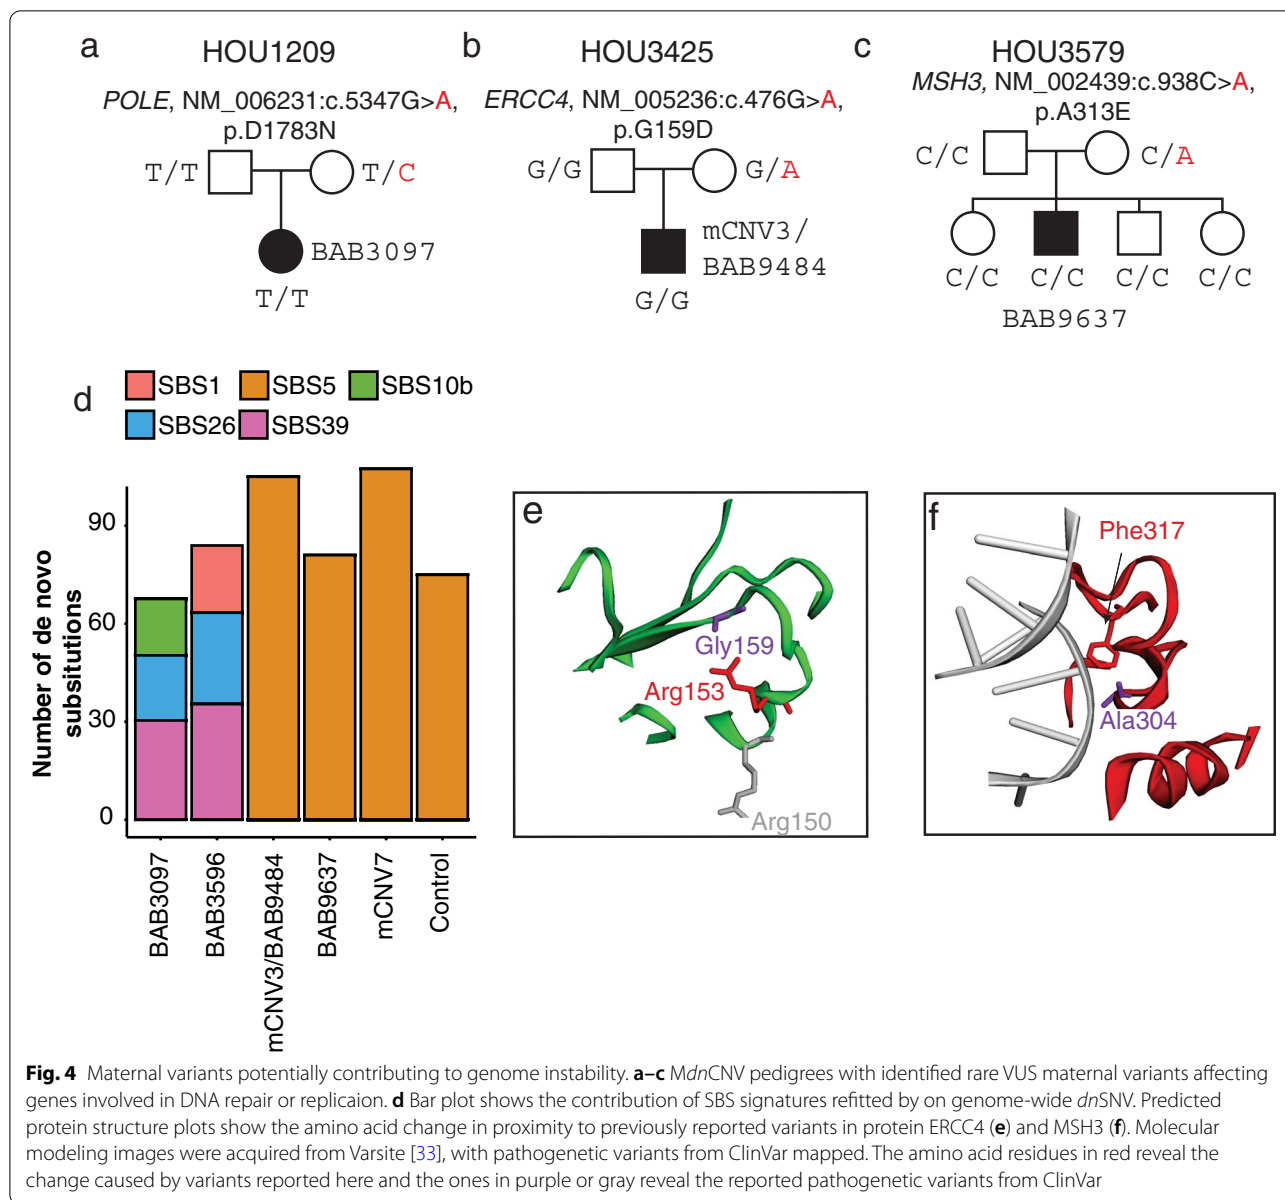 a
HOU1209
POLE, NM_006231:c.5347G>A,
p.D1783N
T/T
T/C
BAB3097
T/T
b
HOU3425
ERCC4, NM_005236:c.476G>A,
p.G159D
G/G
G/A
mCNV3/
BAB9484
G/G
c
HOU3579
MSH3, NM_002439:c.938C>A,
p.A313E
C/C
C/A
C/C C/C C/C C/C
BAB9637
d
SBS1 SBS5 SBS10b
SBS26 SBS39
Number of de novo
subsitutions
90
60
30
0
BAB3097
BAB3596
mCNV3/BAB9484
BAB9637
mCNV7
Control
e
Gly159
Arg153
Arg150
f
Phe317
Ala304
Fig. 4 Maternal variants potentially contributing to genome instability. a–c MdnCNV pedigrees with identified rare VUS maternal variants affecting
genes involved in DNA repair or replicaion. d Bar plot shows the contribution of SBS signatures refitted by on genome-wide dnSNV. Predicted
protein structure plots show the amino acid change in proximity to previously reported variants in protein ERCC4 (e) and MSH3 (f). Molecular
modeling images were acquired from Varsite [33], with pathogenetic variants from ClinVar mapped. The amino acid residues in red reveal the
change caused by variants reported here and the ones in purple or gray reveal the reported pathogenetic variants from ClinVar